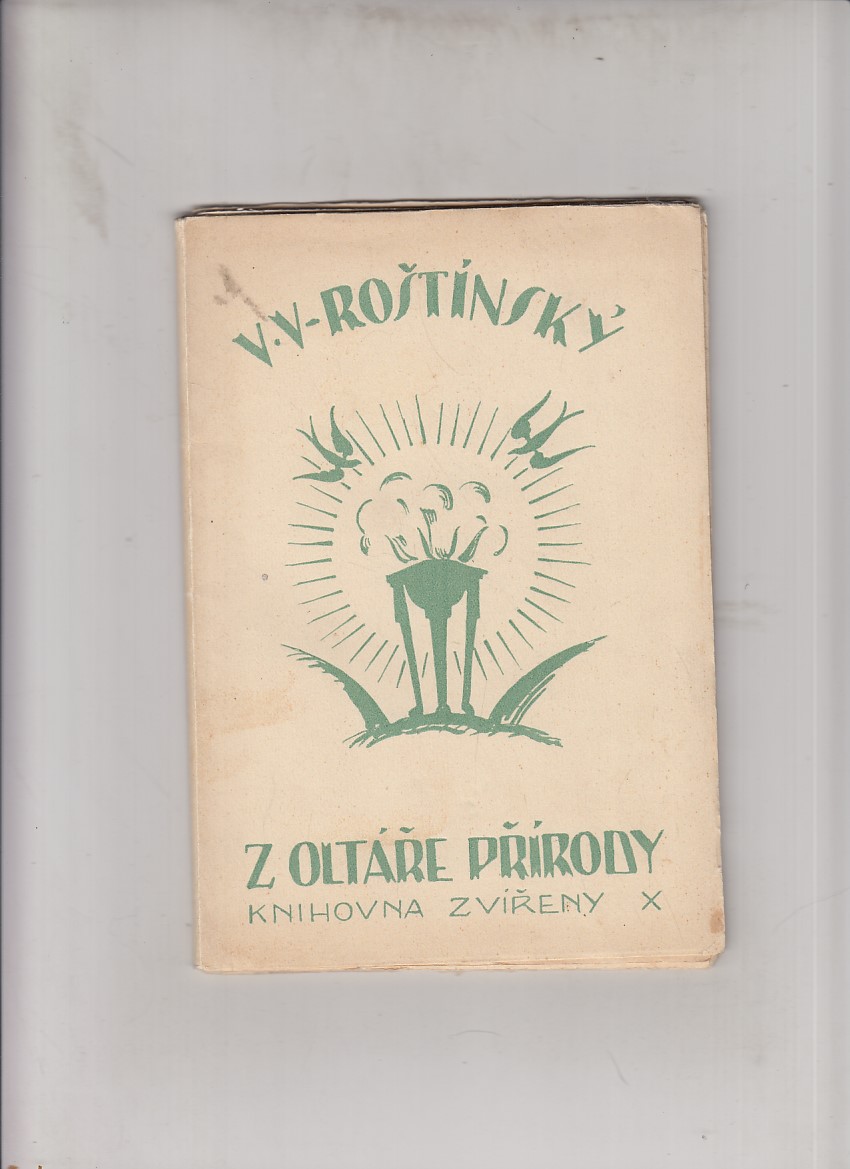 V.V-ROŠTÍNSKÝ
Z OLTÁŘE PŘÍRODY
KNIHOVNA ZVÍŘENY X